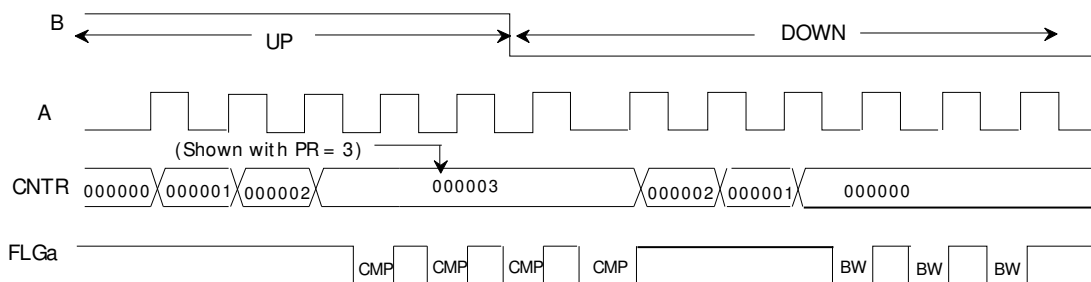 B
UP
DOWN
A
(Shown with PR = 3)
CNTR
000000 000001 000002 000003 000002 000001 000000
FLGa
CMP CMP CMP CMP BW BW BW